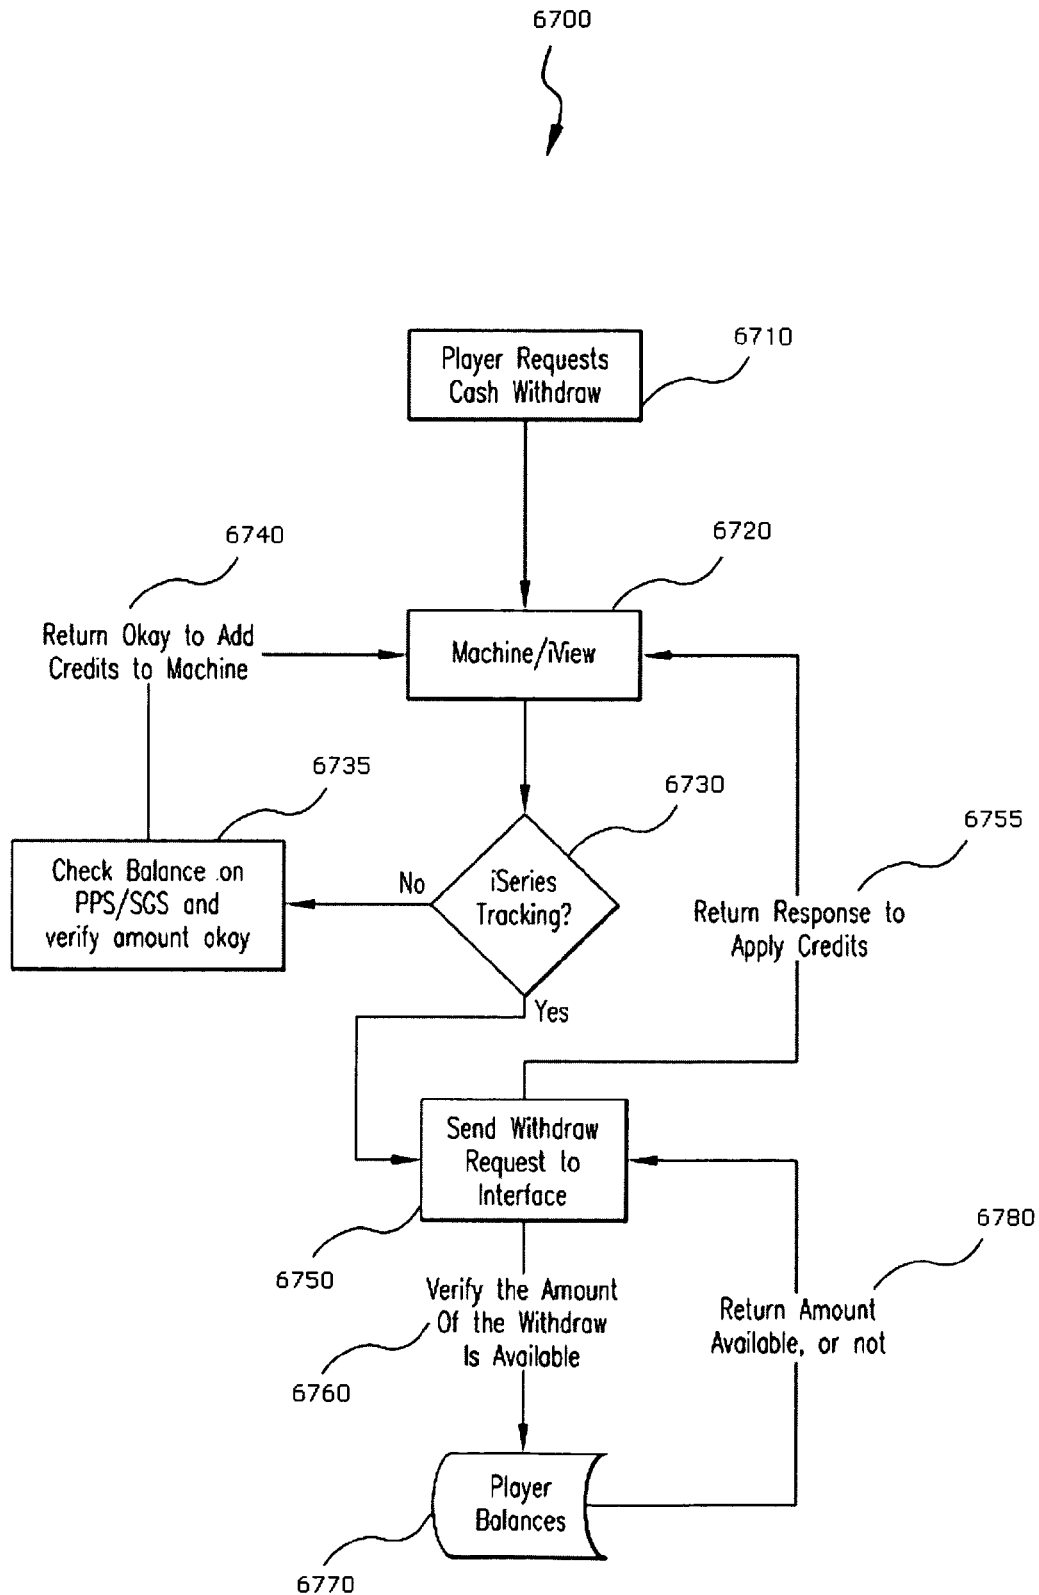 6700
Player Requests
Cash Withdraw
6710
6740
6720
Return Okay to Add
Credits to Machine
Machine/iView
6735
6730
6755
Check Balance on
PPS/SGS and
verify amount okay
No
iSeries
Tracking?
Return Response to
Apply Credits
Yes
Send Withdraw
Request to
Interface
6750
6780
Verify the Amount
Of the Withdraw
Is Available
6760
Return Amount
Available, or not
Player
Balances
6770